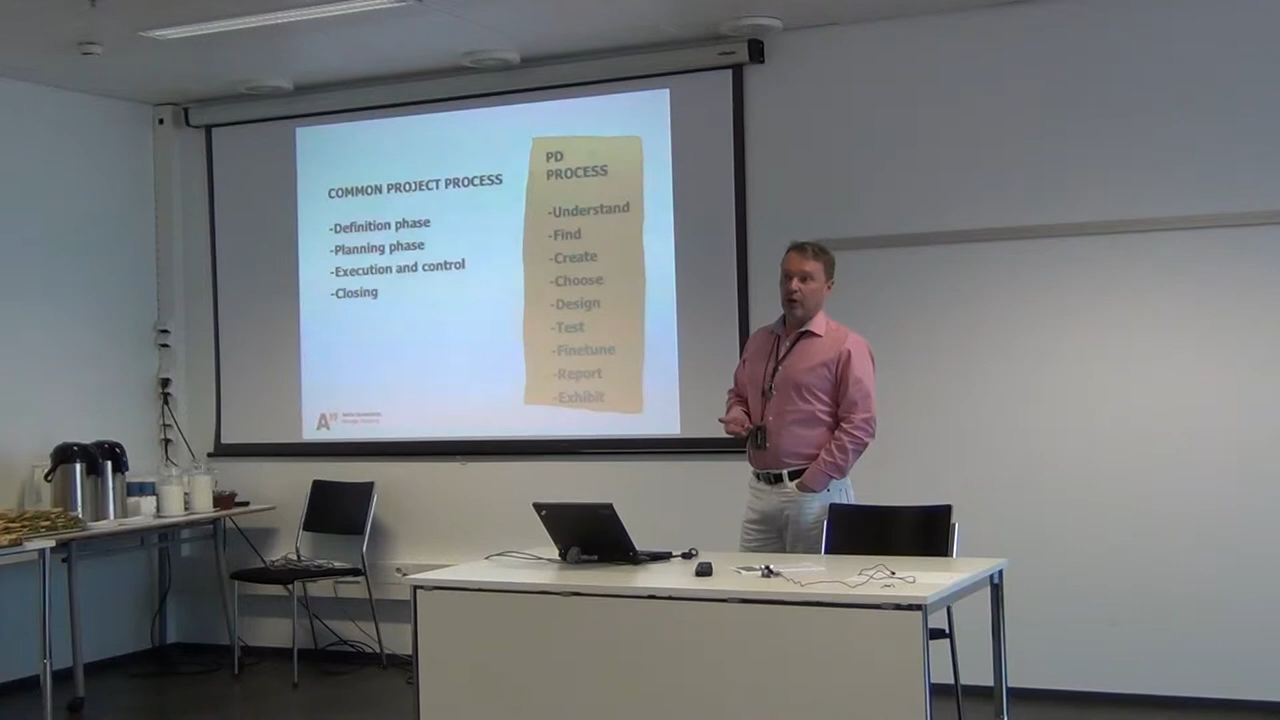 COMMON PROJECT PROCESS
-Definition phase
-Planning phase
-Execution and control
-Closing
PD
PROCESS
-Understand
-Find
-Create
-Choose
-Design
-Test
-Finetune
-Report
-Exhibit
A